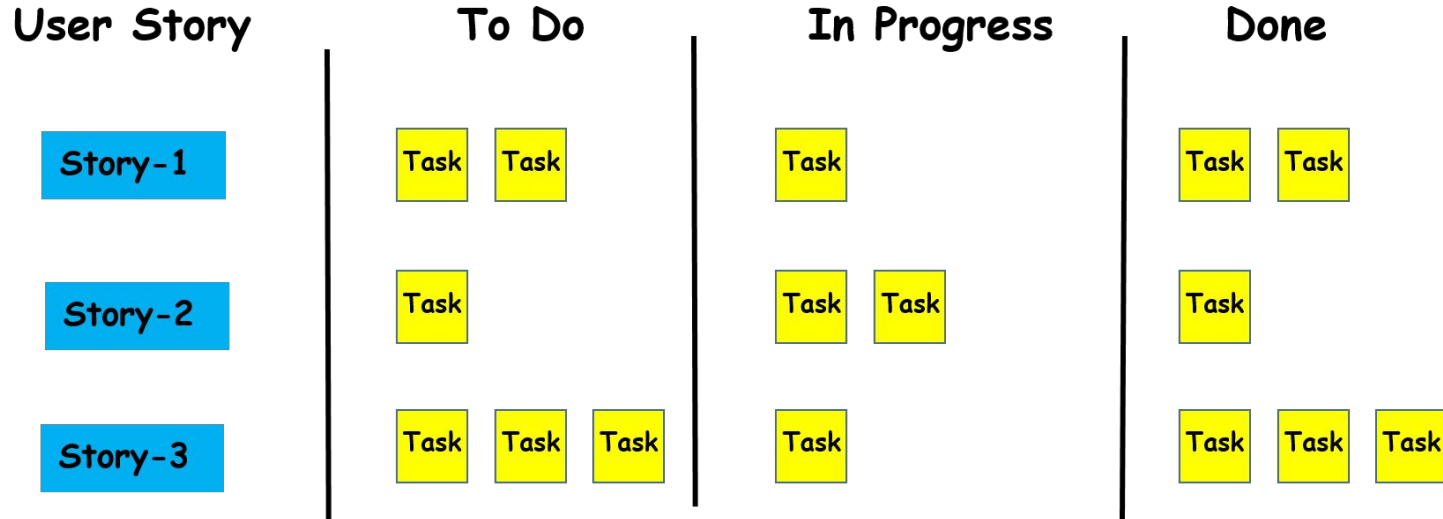 User Story To Do In Progress Done
Story-1 Task Task Task Task Task
Story-2 Task Task Task Task
Story-3 Task Task Task Task Task Task Task